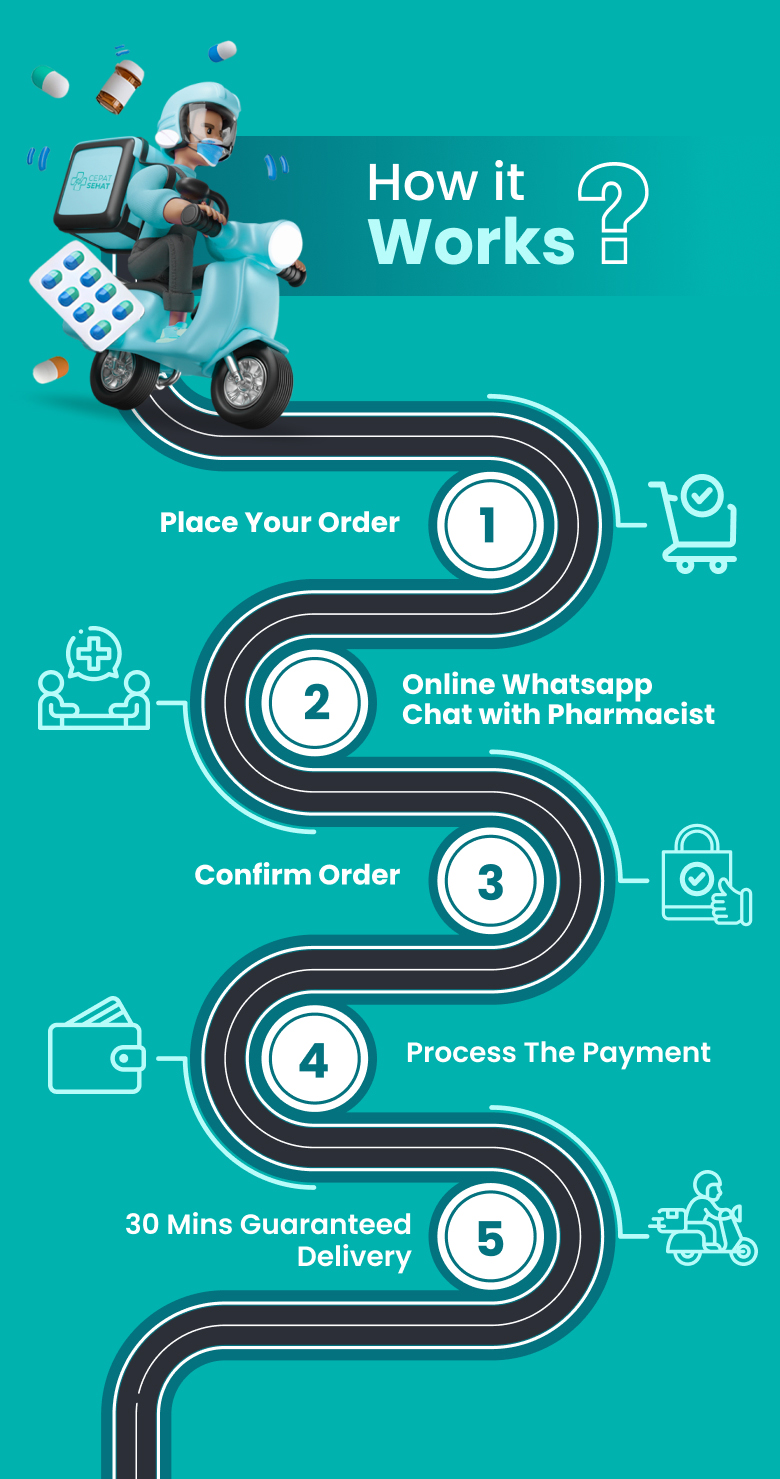 CEPAT
SEHAT
How it
Works?
Place Your Order
1
2
Online Whatsapp
Chat with Pharmacist
Confirm Order
3
4
Process The Payment
30 Mins Guaranteed
Delivery
5